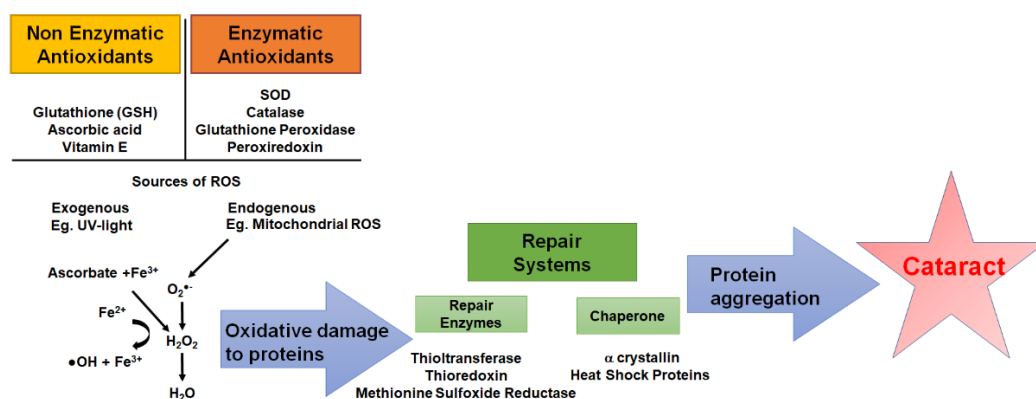 Non Enzymatic
Antioxidants
Enzymatic
Antioxidants
Glutathione (GSH)
Ascorbic acid
Vitamin E
SOD
Catalase
Glutathione Peroxidase
Peroxiredoxin
Sources of ROS
Exogenous
Eg. UV-light
Endogenous
Eg. Mitochondrial ROS
Ascorbate +Fe³⁺
O₂•⁻
Fe²⁺
H₂O₂
●OH + Fe³⁺
H₂O
Oxidative damage
to proteins
Repair
Systems
Repair
Enzymes
Chaperone
Thioltransferase
Thioredoxin
Methionine Sulfoxide Reductase
α crystallin
Heat Shock Proteins
Protein
aggregation
Cataract